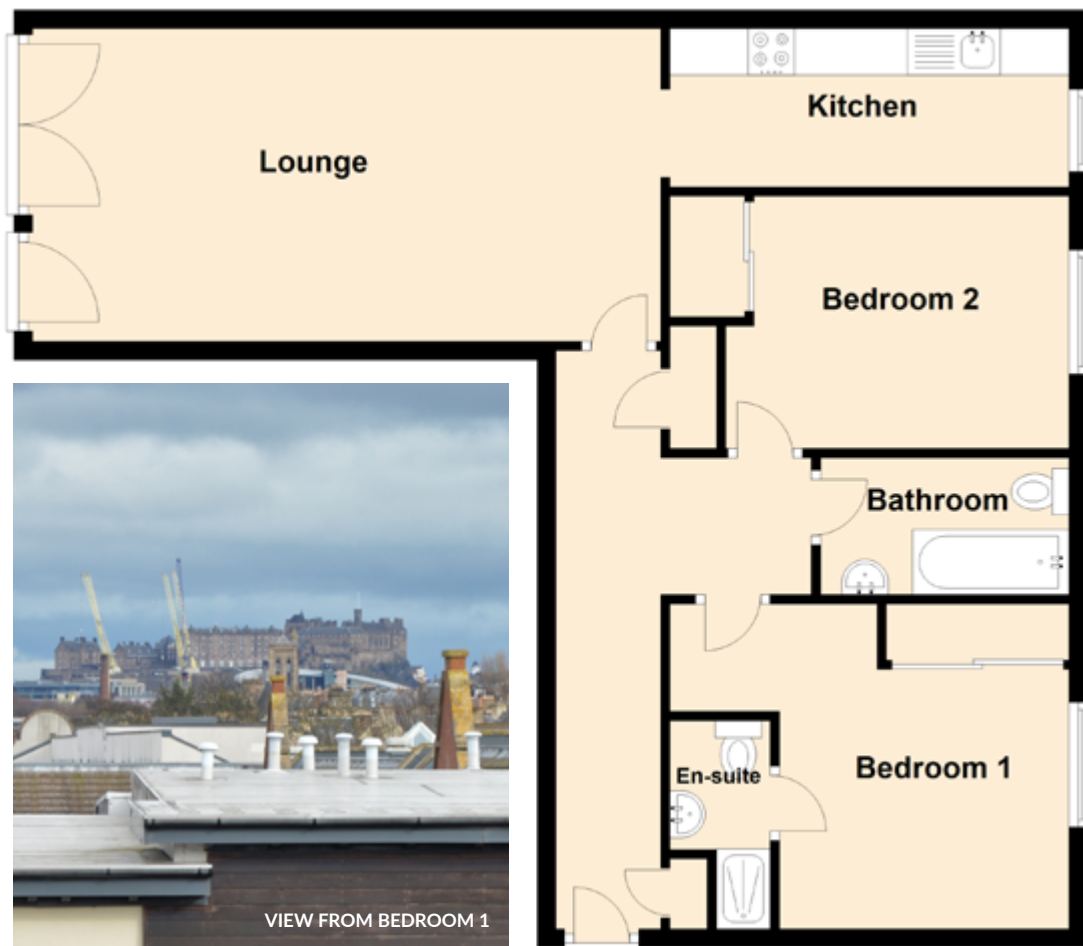 Kitchen
Lounge
Bedroom 2
Bathroom
Bedroom 1
En-suite
VIEW FROM BEDROOM 1